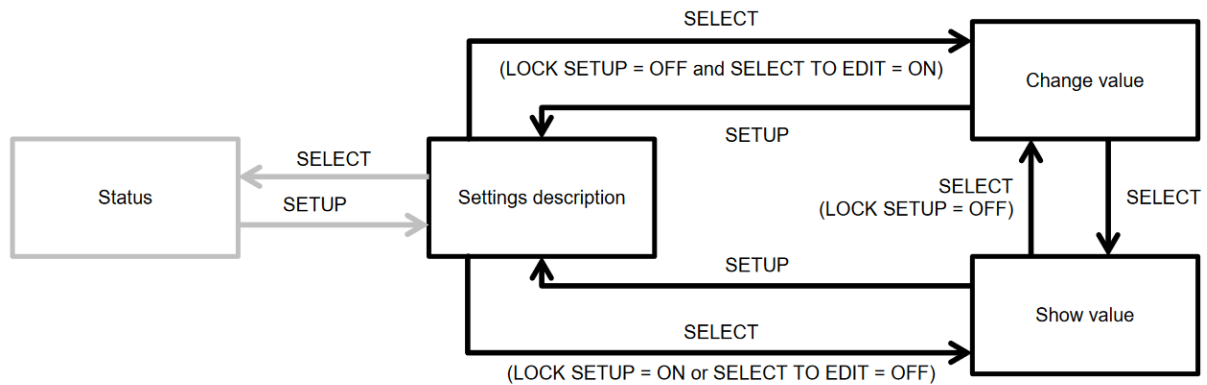 SELECT
(LOCK SETUP = OFF and SELECT TO EDIT = ON)
Change value
SETUP
SELECT
Status
Settings description
SETUP
SELECT
(LOCK SETUP = OFF)
SELECT
SETUP
Show value
SELECT
(LOCK SETUP = ON or SELECT TO EDIT = OFF)